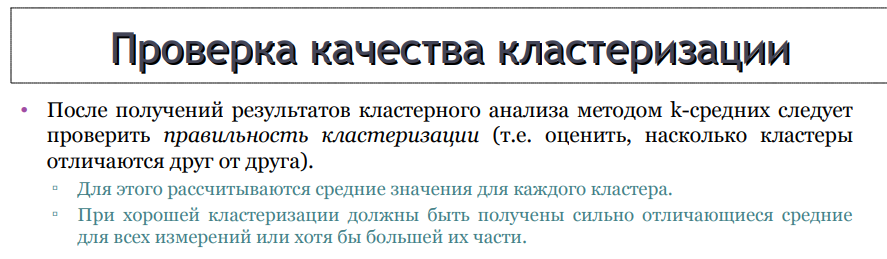 Проверка качества кластеризации
• После получений результатов кластерного анализа методом k-средних следует
проверить правильность кластеризации (т.е. оценить, насколько кластеры
отличаются друг от друга).
▫ Для этого рассчитываются средние значения для каждого кластера.
▫ При хорошей кластеризации должны быть получены сильно отличающиеся средние
для всех измерений или хотя бы большей их части.